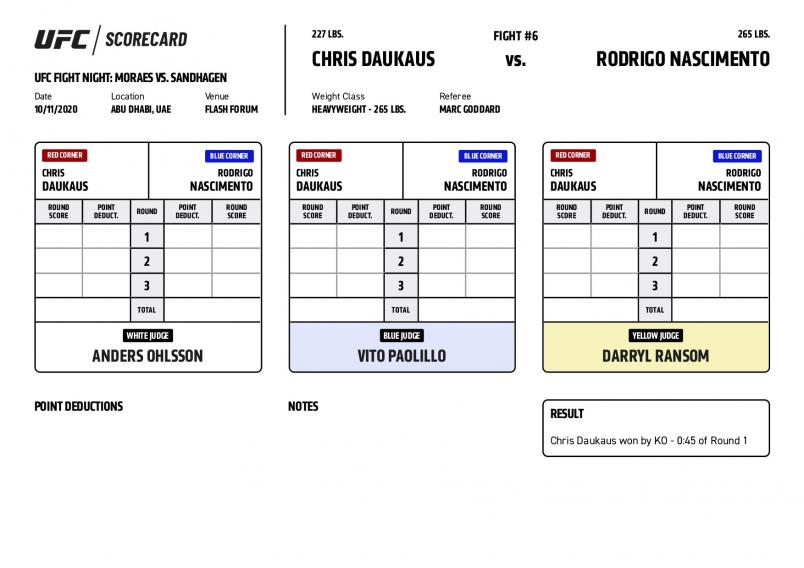 UFC / SCORECARD
UFC FIGHT NIGHT: MORAES VS. SANDHAGEN
Date Location Venue
10/11/2020 ABU DHABI, UAE FLASH FORUM
227 LBS. FIGHT #6 265 LBS.
CHRIS DAUKAUS vs. RODRIGO NASCIMENTO
Weight Class Referee
HEAVYWEIGHT - 265 LBS. MARC GODDARD
RED CORNER BLUE CORNER
CHRIS RODRIGO
DAUKAUS NASCIMENTO
ROUND POINT ROUND POINT ROUND
SCORE DEDUCT. DEDUCT. SCORE
1
2
3
TOTAL
WHITE JUDGE
ANDERS OHLSSON
RED CORNER BLUE CORNER
CHRIS RODRIGO
DAUKAUS NASCIMENTO
ROUND POINT ROUND POINT ROUND
SCORE DEDUCT. DEDUCT. SCORE
1
2
3
TOTAL
BLUE JUDGE
VITO PAOLILLO
RED CORNER BLUE CORNER
CHRIS RODRIGO
DAUKAUS NASCIMENTO
ROUND POINT ROUND POINT ROUND
SCORE DEDUCT. DEDUCT. SCORE
1
2
3
TOTAL
YELLOW JUDGE
DARRYL RANSOM
POINT DEDUCTIONS
NOTES
RESULT
Chris Daukaus won by KO - 0:45 of Round 1